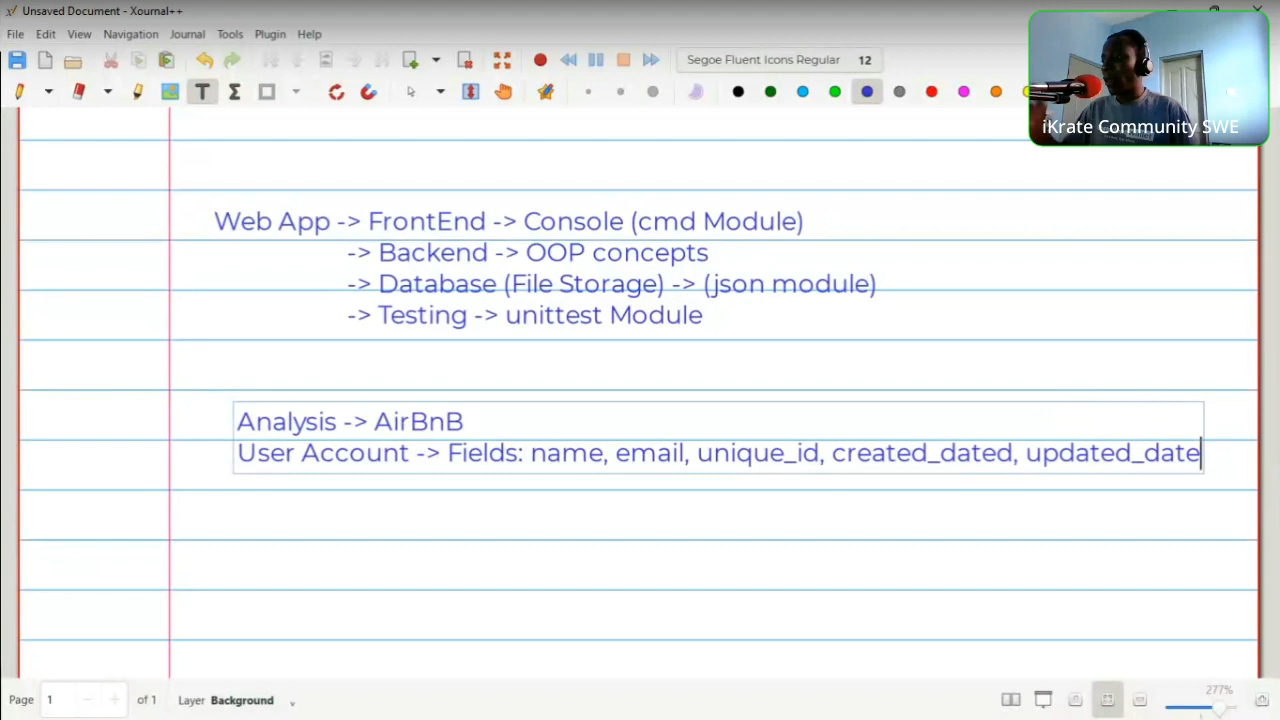 Unsaved Document - Xournal++
File Edit View Navigation Journal Tools Plugin Help
Segoe Fluent Icons Regular 12
iKrate Community SWE
Web App -> FrontEnd -> Console (cmd Module)
-> Backend -> OOP concepts
-> Database (File Storage) -> (json module)
-> Testing -> unittest Module
Analysis -> AirBnB
User Account -> Fields: name, email, unique_id, created_dated, updated_date
Page 1 of 1 Layer Background 277%